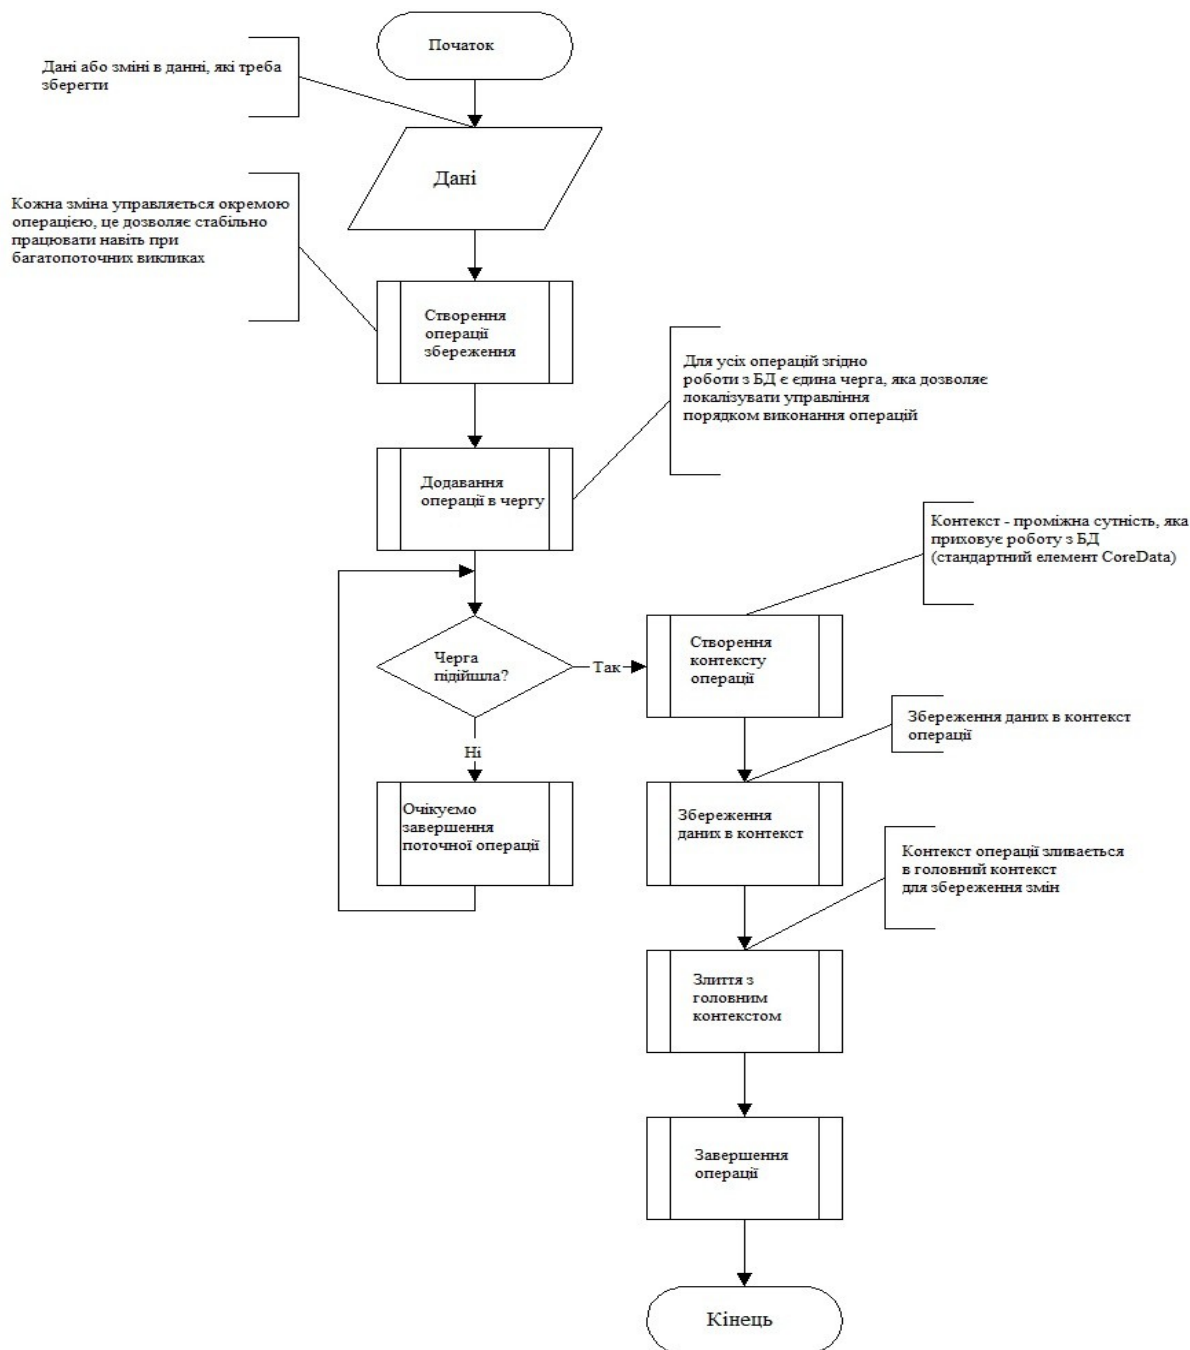 Початок
Дані або зміні в данні, які треба
зберегти
Дані
Кожна зміна управляється окремою
операцією, це дозволяє стабільно
працювати навіть при
багатопоточних викликах
Створення
операції
збереження
Для усіх операцій згідно
роботи з БД є єдина черга, яка дозволяє
локалізувати управління
порядком виконання операцій
Додавання
операції в чергу
Контекст - проміжна сутність, яка
приховує роботу з БД
(стандартний елемент CoreData)
Черга
підійшла?
Так
Створення
контексту
операції
Ні
Збереження даних в контекст
операції
Очікуємо
завершення
поточної операції
Збереження
даних в контекст
Контекст операції зливається
в головний контекст
для збереження змін
Злиття з
головним
контекстом
Завершення
операції
Кінець